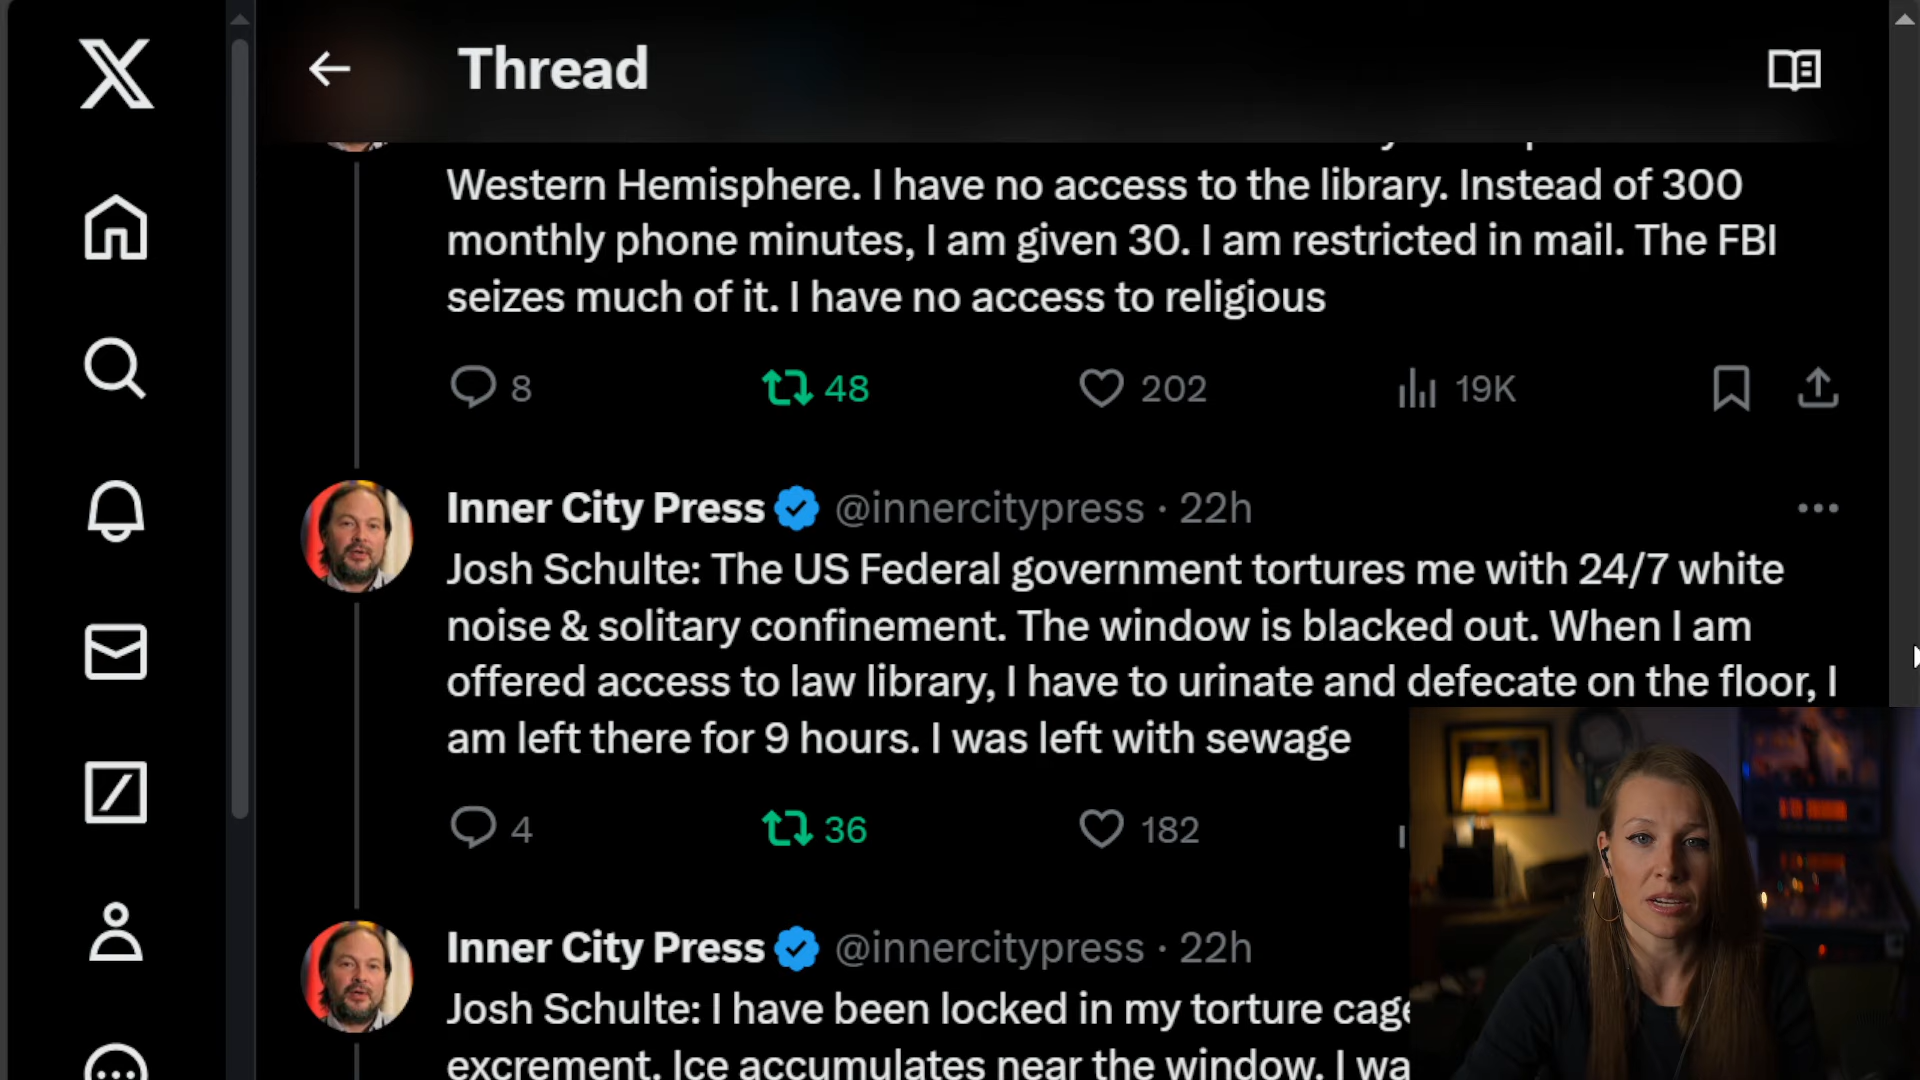 Thread
Western Hemisphere. I have no access to the library. Instead of 300
monthly phone minutes, I am given 30. I am restricted in mail. The FBI
seizes much of it. I have no access to religious
8 48 202 19K
Inner City Press @innercitypress · 22h
Josh Schulte: The US Federal government tortures me with 24/7 white
noise & solitary confinement. The window is blacked out. When I am
offered access to law library, I have to urinate and defecate on the floor, I
am left there for 9 hours. I was left with sewage
4 36 182
Inner City Press @innercitypress · 22h
Josh Schulte: I have been locked in my torture cage
excrement. Ice accumulates near the window. I wa